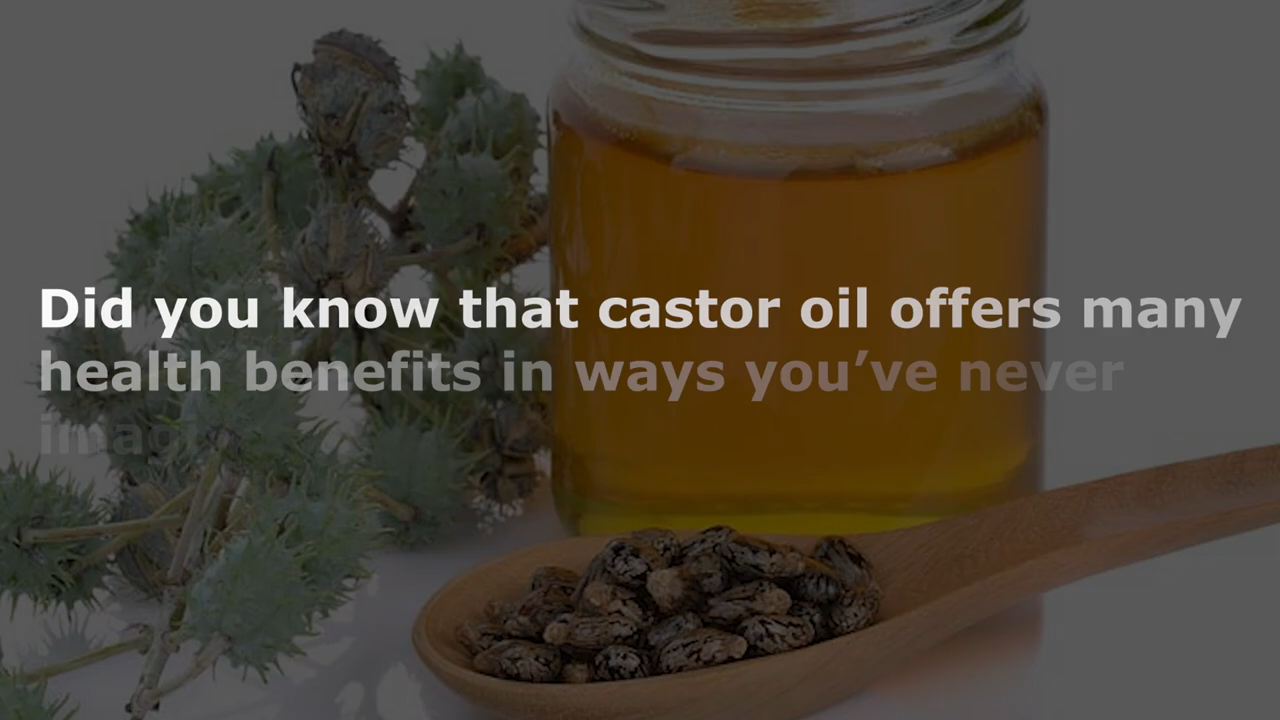 Did you know that castor oil offers many
health benefits in ways you’ve never